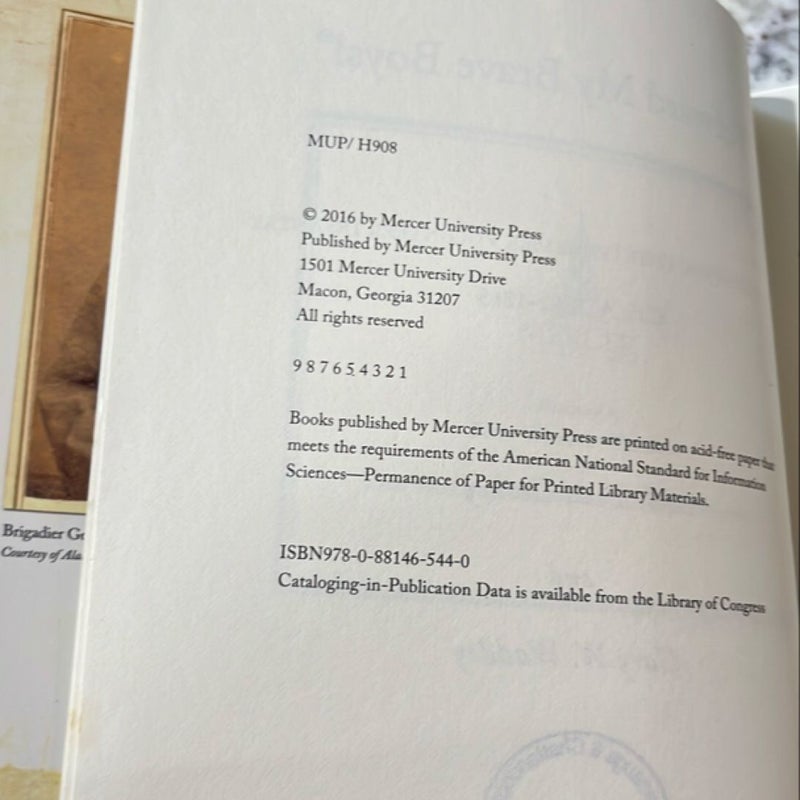 MUP/ H908
© 2016 by Mercer University Press
Published by Mercer University Press
1501 Mercer University Drive
Macon, Georgia 31207
All rights reserved
9 8 7 6 5 4 3 2 1
Books published by Mercer University Press are printed on acid-free paper that
meets the requirements of the American National Standard for Information
Sciences—Permanence of Paper for Printed Library Materials.
ISBN978-0-88146-544-0
Cataloging-in-Publication Data is available from the Library of Congress
Brigadier
Courtesy of